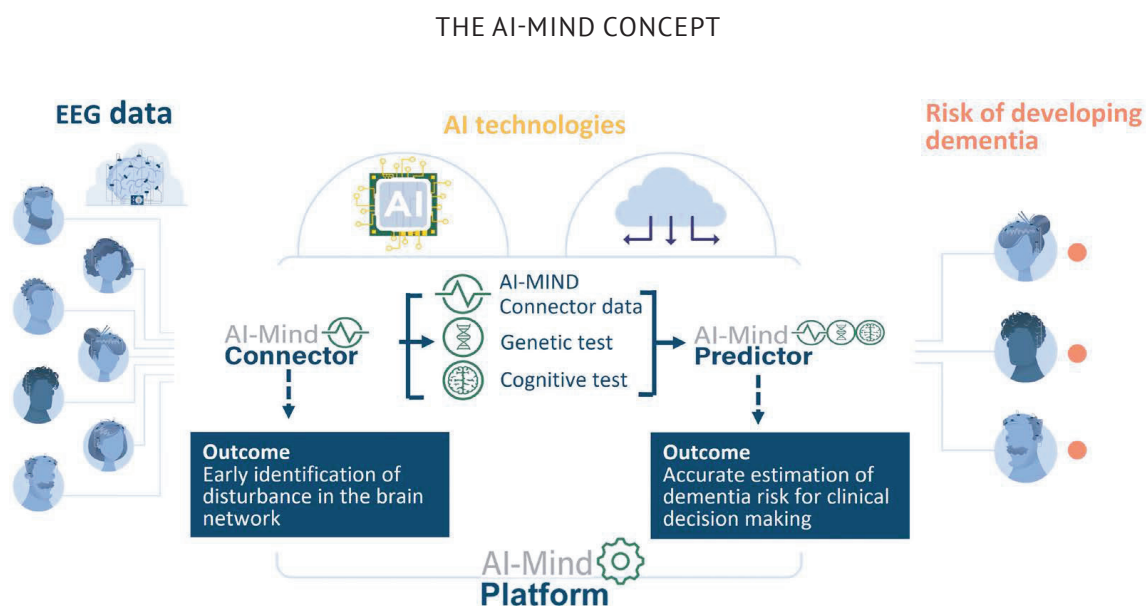 THE AI-MIND CONCEPT
EEG data
AI technologies
Risk of developing
dementia
AI
AI-Mind
Connector
AI-MIND
Connector data
Genetic test
Cognitive test
AI-Mind
Predictor
Outcome
Early identification of
disturbance in the brain
network
Outcome
Accurate estimation of
dementia risk for clinical
decision making
AI-Mind
Platform